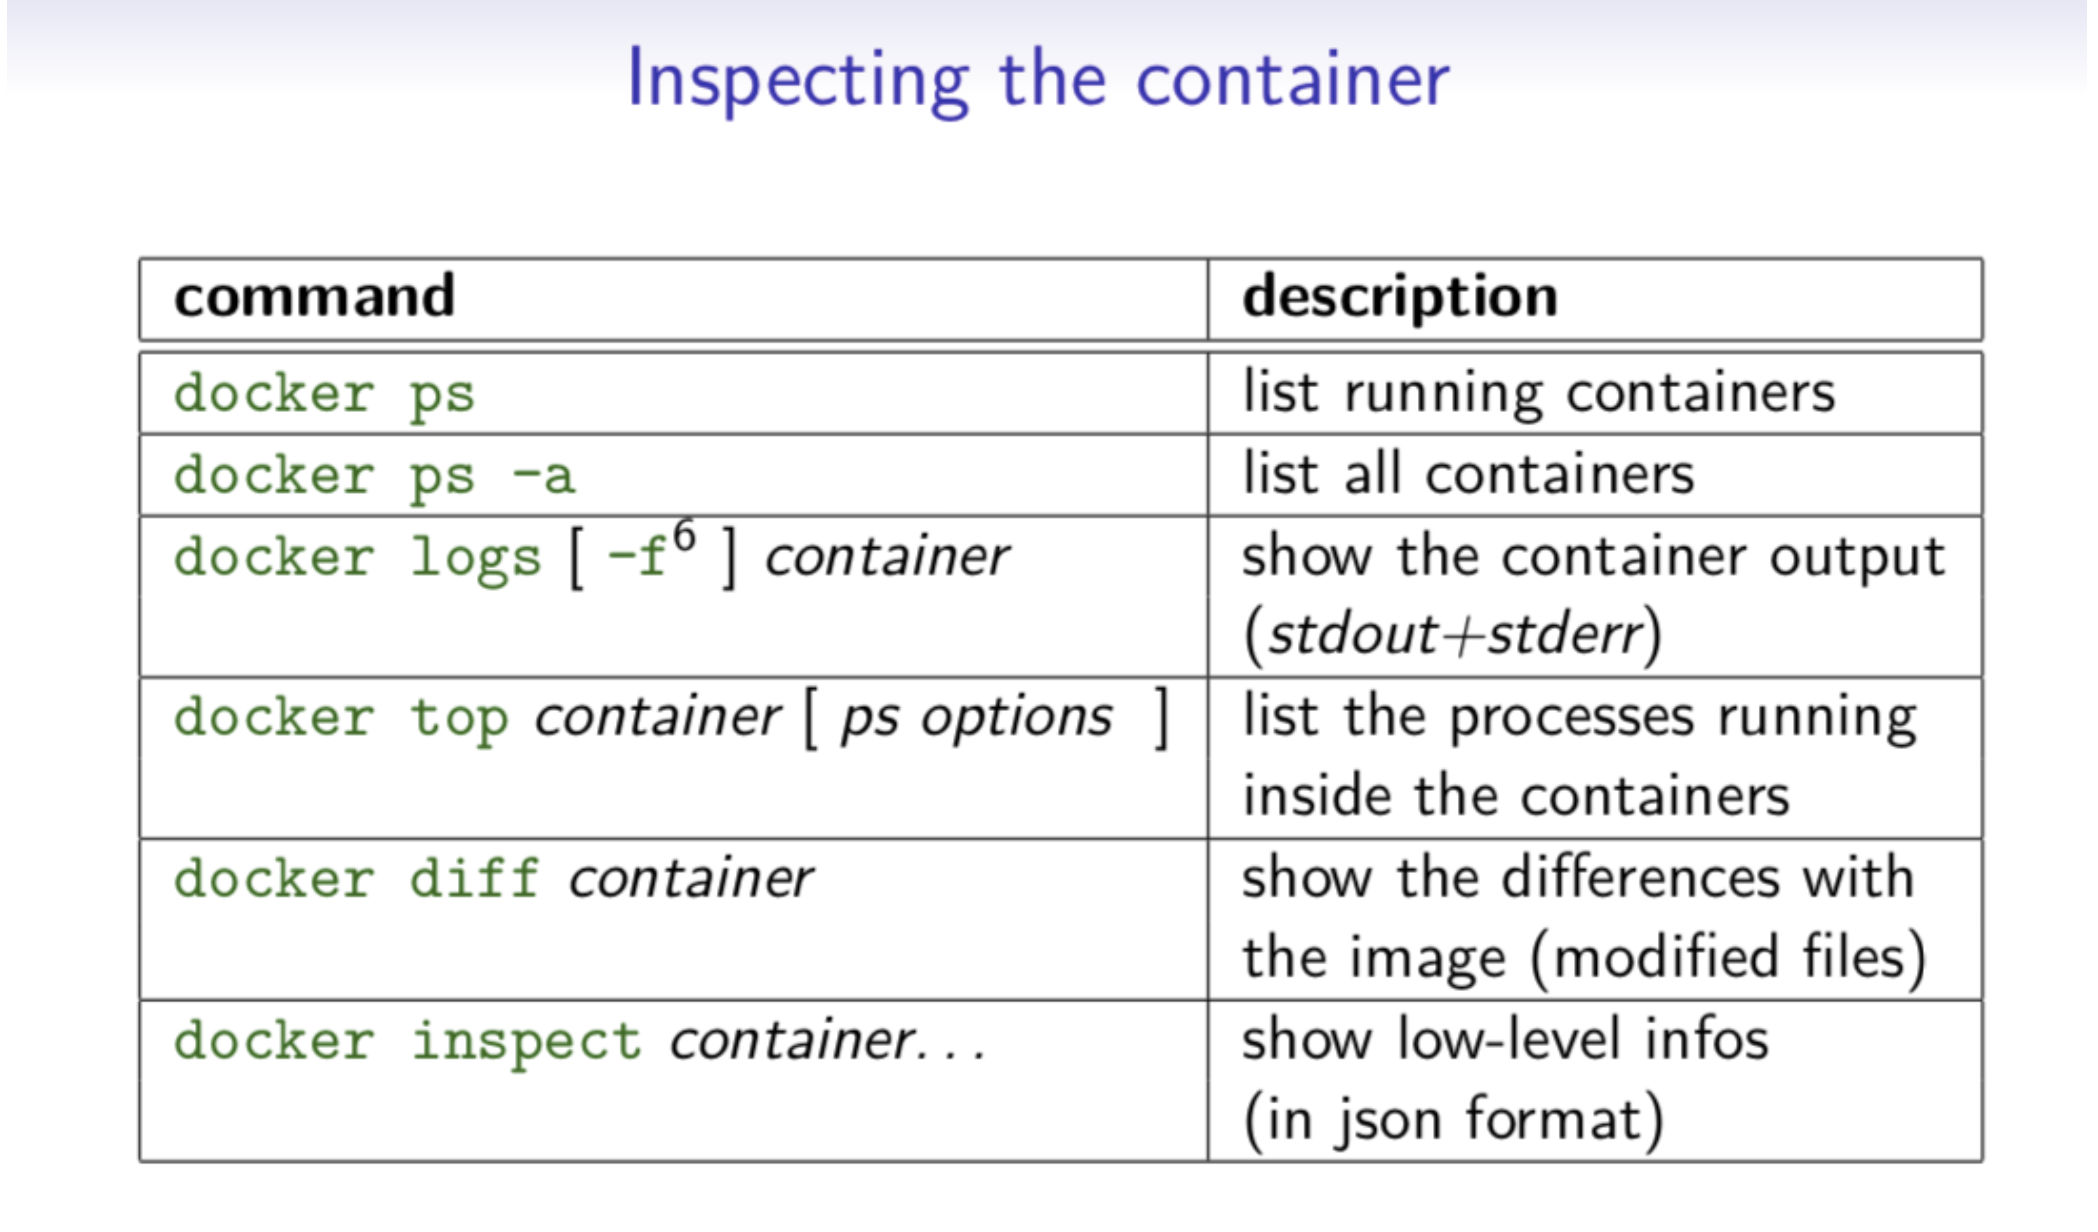 Inspecting the container
command description
docker ps list running containers
docker ps -a list all containers
docker logs [ -f⁶ ] container show the container output
(stdout+stderr)
docker top container [ ps options ] list the processes running
inside the containers
docker diff container show the differences with
the image (modified files)
docker inspect container... show low-level infos
(in json format)